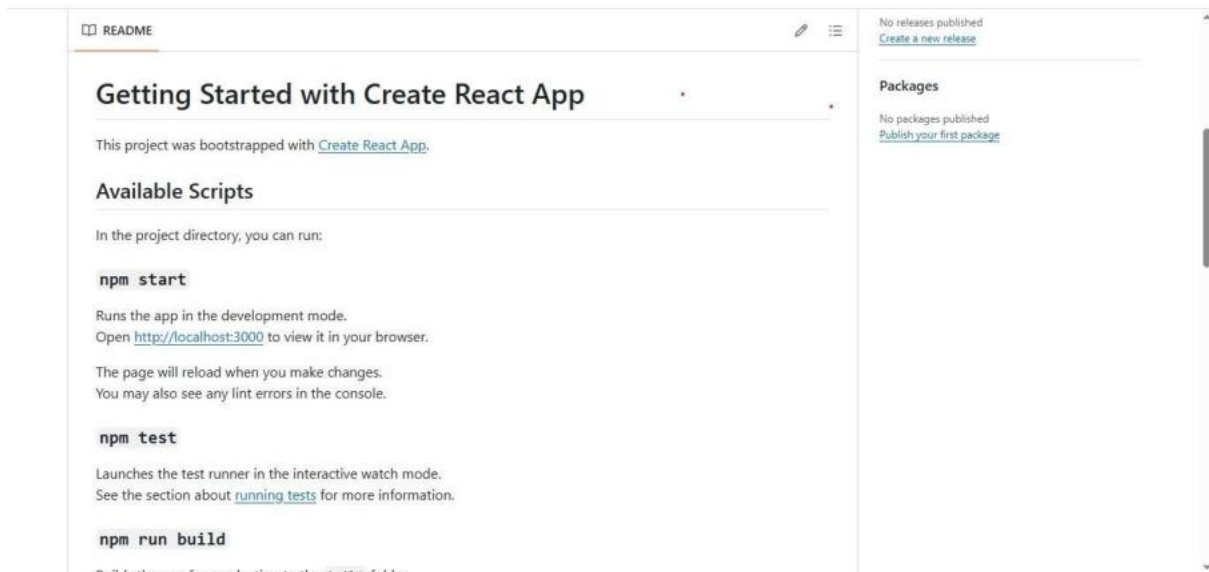 README
Getting Started with Create React App
This project was bootstrapped with Create React App.
Available Scripts
In the project directory, you can run:
npm start
Runs the app in the development mode.
Open http://localhost:3000 to view it in your browser.
The page will reload when you make changes.
You may also see any lint errors in the console.
npm test
Launches the test runner in the interactive watch mode.
See the section about running tests for more information.
npm run build
No releases published
Create a new release
Packages
No packages published
Publish your first package